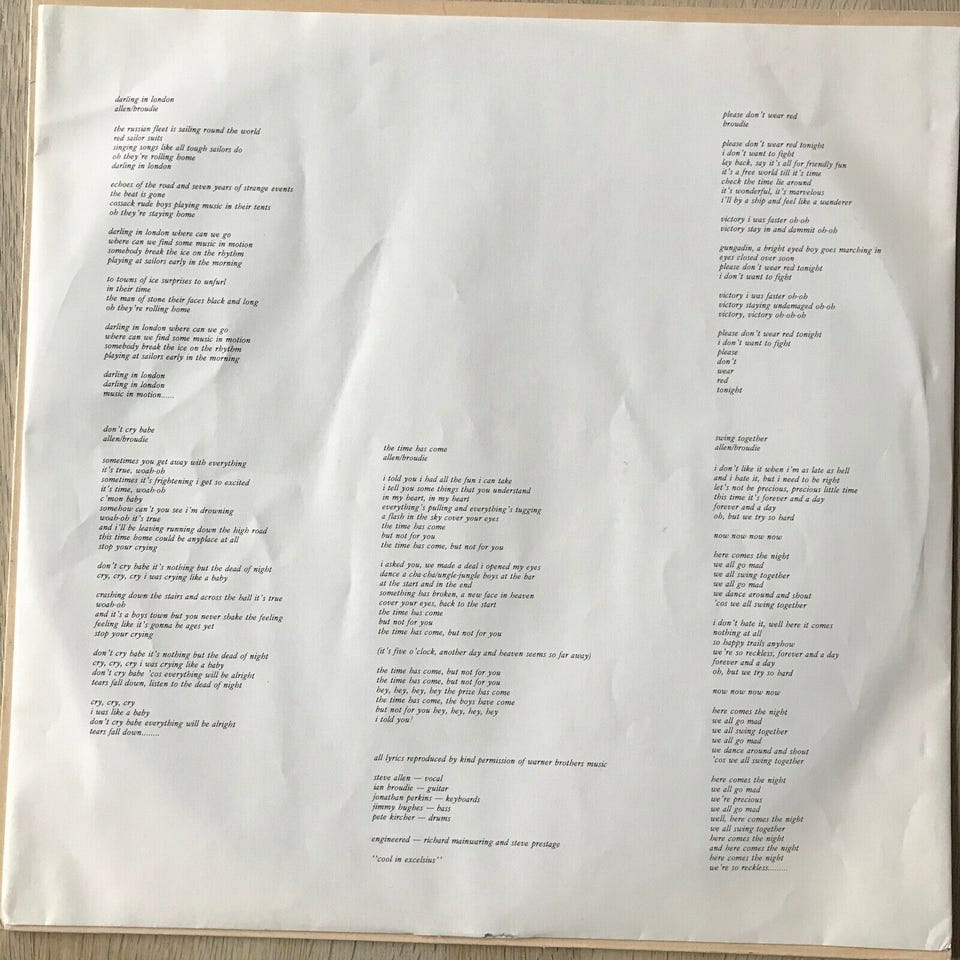 darling in london
allen/broudie
the russian fleet is sailing round the world
red sailor suits
singing songs like all tough sailors do
oh they're rolling home
darling in london
echoes of the road and seven years of strange events
the beat is gone
cossack rude boys playing music in their tents
oh they're staying home
darling in london where can we go
where can we find some music in motion
somebody break the ice on the rhythm
playing at sailors early in the morning
to towns of ice surprises to unfurl
in their time
the man of stone their faces black and long
oh they're rolling home
darling in london where can we go
where can we find some music in motion
somebody break the ice on the rhythm
playing at sailors early in the morning
darling in london
darling in london
music in motion......
don't cry babe
allen/broudie
sometimes you get away with everything
it's true, woah-oh
sometimes it's frightening i get so excited
it's time, woah-oh
c'mon baby
somehow can't you see i'm drowning
woah-oh it's true
and i'll be leaving running down the high road
this time home could be anyplace at all
stop your crying
don't cry babe it's nothing but the dead of night
cry, cry, cry i was crying like a baby
crashing down the stairs and across the hall it's true
woah-oh
and it's a boys town but you never shake the feeling
feeling like it's gonna be ages yet
stop your crying
don't cry babe it's nothing but the dead of night
cry, cry, cry i was crying like a baby
don't cry babe 'cos everything will be alright
tears fall down, listen to the dead of night
cry, cry, cry
i was like a baby
don't cry babe everything will be alright
tears fall down........
the time has come
allen/broudie
i told you i had all the fun i can take
i tell you some things that you understand
in my heart, in my heart
everything's pulling and everything's tugging
a flash in the sky cover your eyes
the time has come
but not for you
the time has come, but not for you
i asked you, we made a deal i opened my eyes
dance a cha-cha/ungle-jungle boys at the bar
at the start and in the end
something has broken, a new face in heaven
cover your eyes, back to the start
the time has come
but not for you
the time has come, but not for you
(it's five o'clock, another day and heaven seems so far away)
the time has come, but not for you
the time has come, but not for you
hey, hey, hey, hey the prize has come
the time has come, the boys have come
but not for you hey, hey, hey, hey
i told you!
all lyrics reproduced by kind permission of warner brothers music
steve allen — vocal
ian broudie — guitar
jonathan perkins — keyboards
jimmy hughes — bass
pete kircher — drums
engineered — richard mainwaring and steve prestage
''cool in excelsius''
please don't wear red
broudie
please don't wear red tonight
i don't want to fight
lay back, say it's all for friendly fun
it's a free world till it's time
check the time lie around
it's wonderful, it's marvelous
i'll by a ship and feel like a wanderer
victory i was faster oh-oh
victory stay in and dammit oh-oh
gungadin, a bright eyed boy goes marching in
eyes closed over soon
please don't wear red tonight
i don't want to fight
victory i was faster oh-oh
victory staying undamaged oh-oh
victory, victory oh-oh-oh
please don't wear red tonight
i don't want to fight
please
don't
wear
red
tonight
swing together
allen/broudie
i don't like it when i'm as late as hell
and i hate it, but i need to be right
let's not be precious, precious little time
this time it's forever and a day
forever and a day
oh, but we try so hard
now now now now
here comes the night
we all go mad
we all swing together
we all go mad
we dance around and shout
'cos we all swing together
i don't hate it, well here it comes
nothing at all
so happy trails anyhow
we're so reckless, forever and a day
forever and a day
oh, but we try so hard
now now now now
here comes the night
we all go mad
we all swing together
we all go mad
we dance around and shout
'cos we all swing together
here comes the night
we all go mad
we're precious
we all go mad
well, here comes the night
we all swing together
here comes the night
and here comes the night
here comes the night
we're so reckless.........